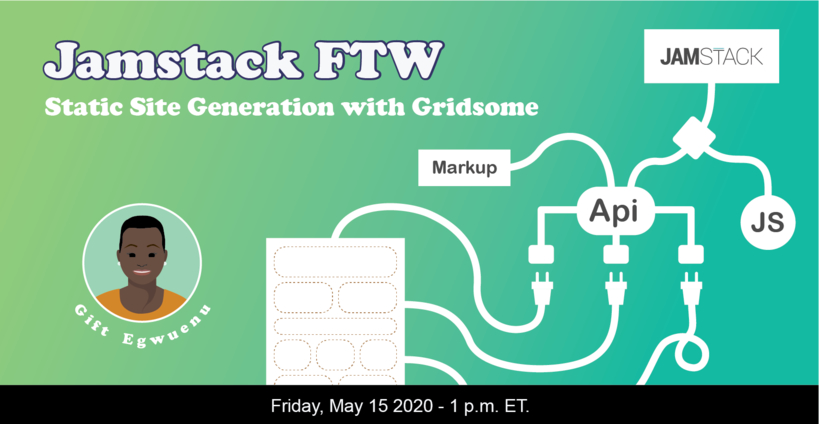 Jamstack FTW
Static Site Generation with Gridsome
JAMSTACK
Markup
Api
JS
Gift Egwuenu
Friday, May 15 2020 - 1 p.m. ET.